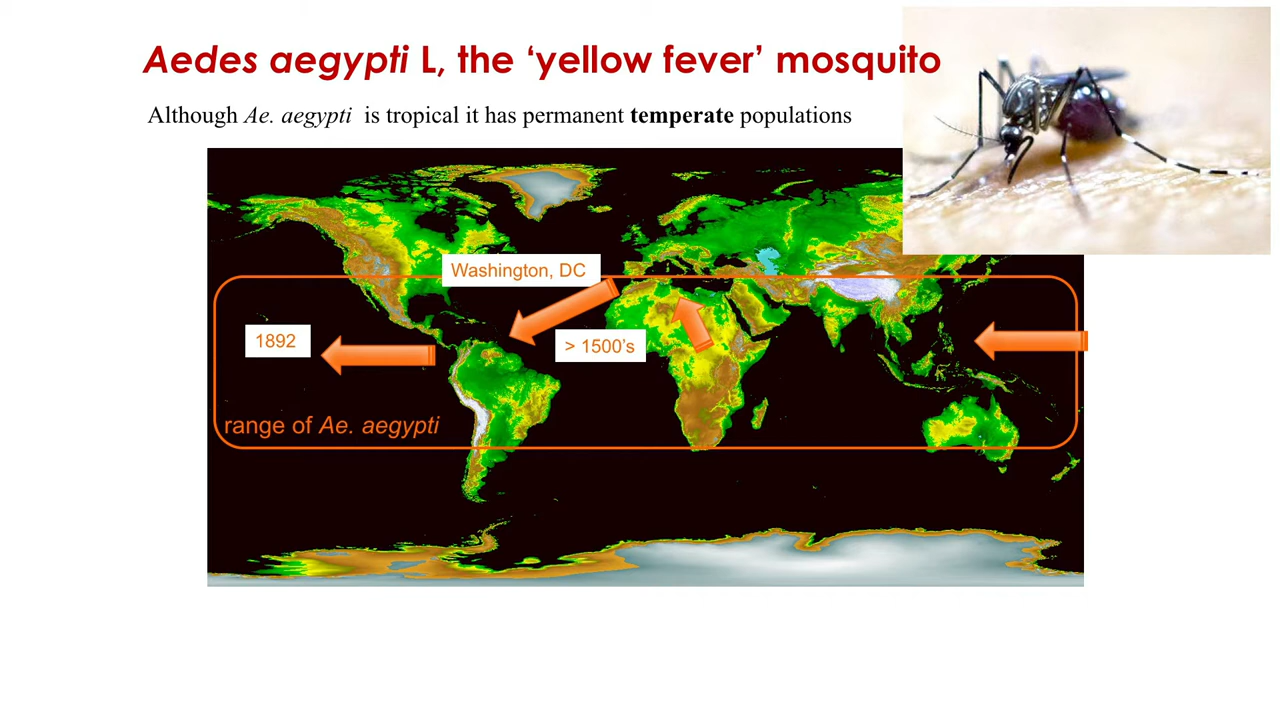 Aedes aegypti L, the ‘yellow fever’ mosquito
Although Ae. aegypti is tropical it has permanent temperate populations
Washington, DC
1892
> 1500’s
range of Ae. aegypti